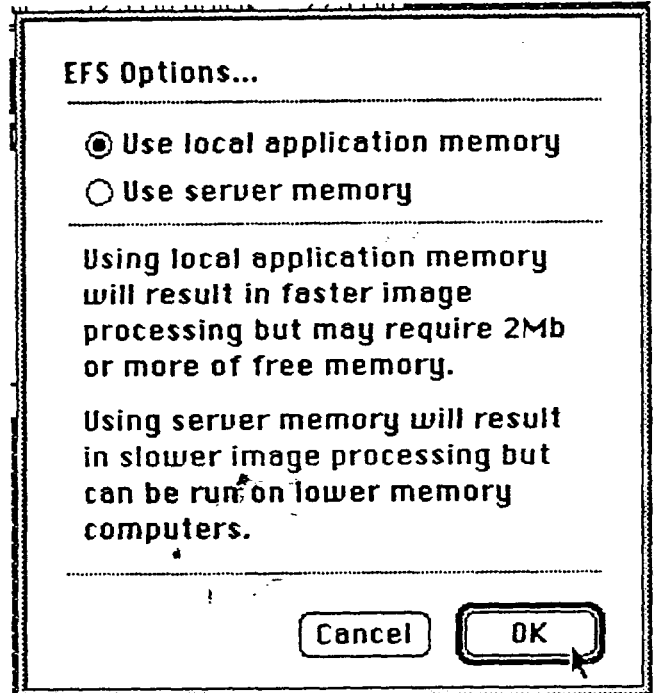 EFS Options...
Use local application memory
Use server memory
Using local application memory
will result in faster image
processing but may require 2Mb
or more of free memory.
Using server memory will result
in slower image processing but
can be run on lower memory
computers.
Cancel
OK